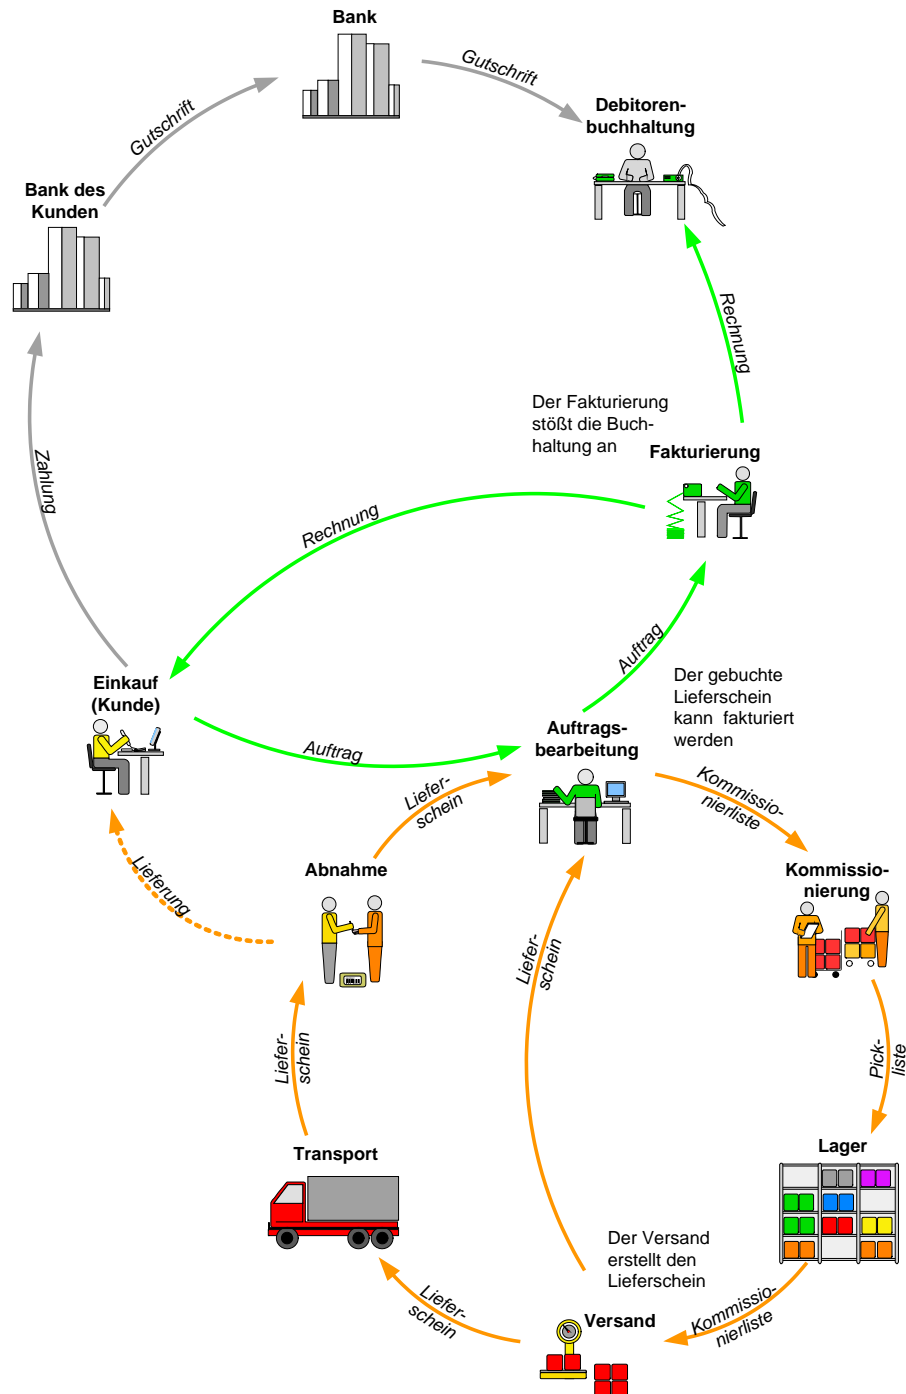 Bank
Gutschrift
Gutschrift
Debitoren-
buchhaltung
Bank des
Kunden
Rechnung
Zahlung
Der Fakturierung
stößt die Buch-
haltung an
Fakturierung
Rechnung
Auftrag
Einkauf
(Kunde)
Der gebuchte
Lieferschein
kann  fakturiert
werden
Auftrags-
bearbeitung
Auftrag
Liefer-
schein
Kommissio-
nierliste
Abnahme
Lieferung
Kommissio-
nierung
Liefer-
schein
Liefer-
schein
Pick-
liste
Transport
Lager
Der Versand
erstellt den
Lieferschein
Liefer-
schein
Versand
Kommissio-
nierliste